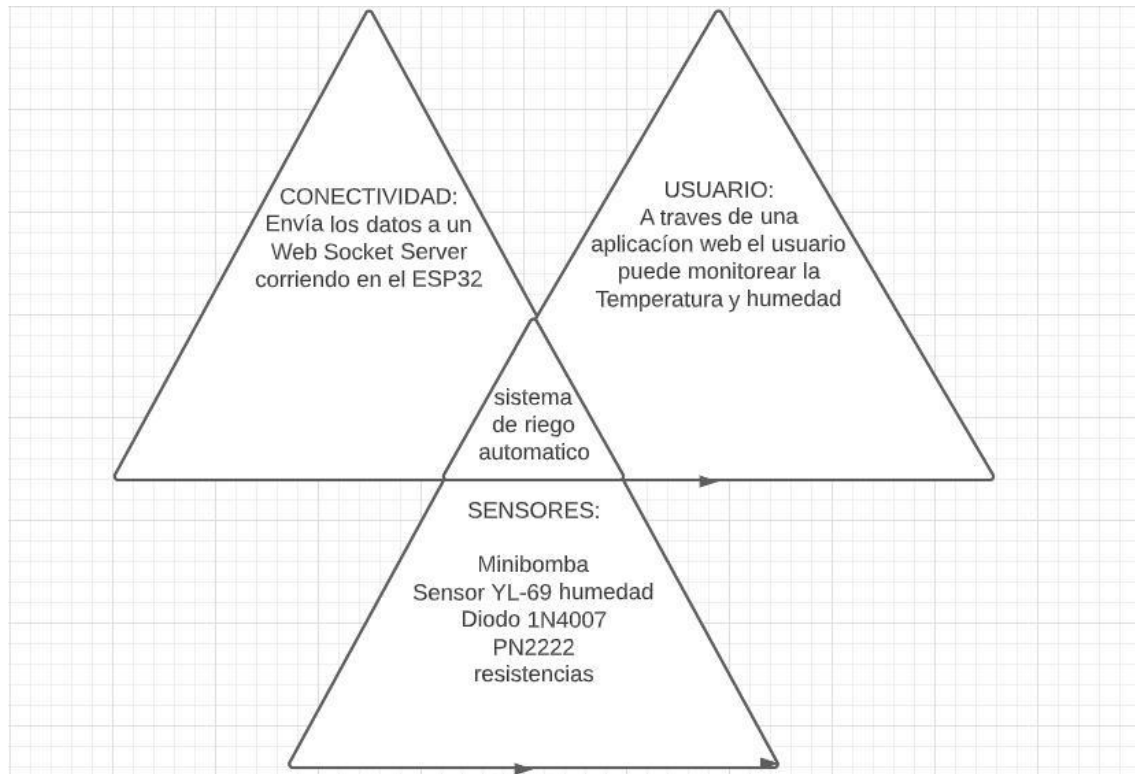 CONECTIVIDAD:
Envía los datos a un
Web Socket Server
corriendo en el ESP32
USUARIO:
A traves de una
aplicacíon web el usuario
puede monitorear la
Temperatura y humedad
sistema
de riego
automatico
SENSORES:
Minibomba
Sensor YL-69 humedad
Diodo 1N4007
PN2222
resistencias